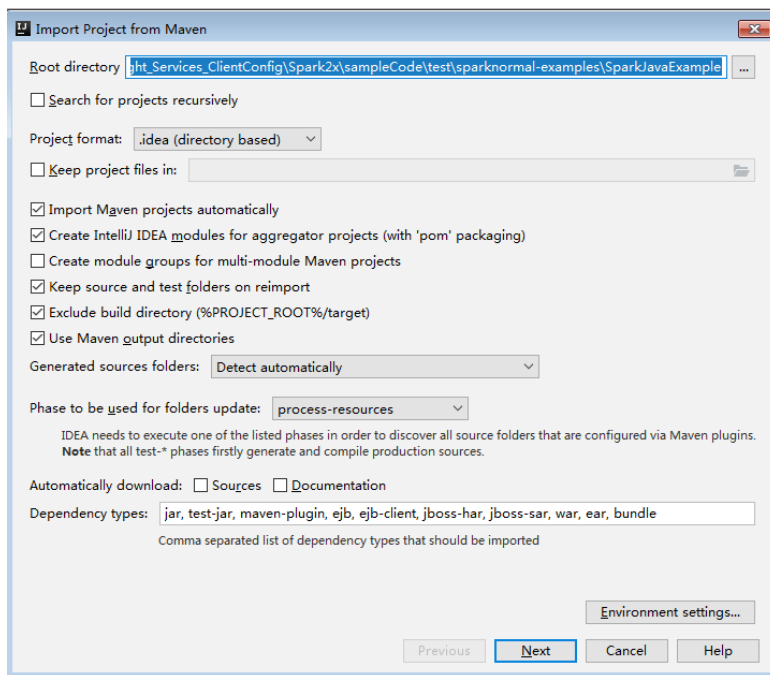 Import Project from Maven
Root directory ght_Services_ClientConfig\Spark2x\sampleCode\test\sparknormal-examples\SparkJavaExample ...
Search for projects recursively
Project format: .idea (directory based)
Keep project files in:
Import Maven projects automatically
Create IntelliJ IDEA modules for aggregator projects (with 'pom' packaging)
Create module groups for multi-module Maven projects
Keep source and test folders on reimport
Exclude build directory (%PROJECT_ROOT%/target)
Use Maven output directories
Generated sources folders: Detect automatically
Phase to be used for folders update: process-resources
IDEA needs to execute one of the listed phases in order to discover all source folders that are configured via Maven plugins.
Note that all test-* phases firstly generate and compile production sources.
Automatically download: Sources Documentation
Dependency types: jar, test-jar, maven-plugin, ejb, ejb-client, jboss-har, jboss-sar, war, ear, bundle
Comma separated list of dependency types that should be imported
Environment settings...
Previous Next Cancel Help